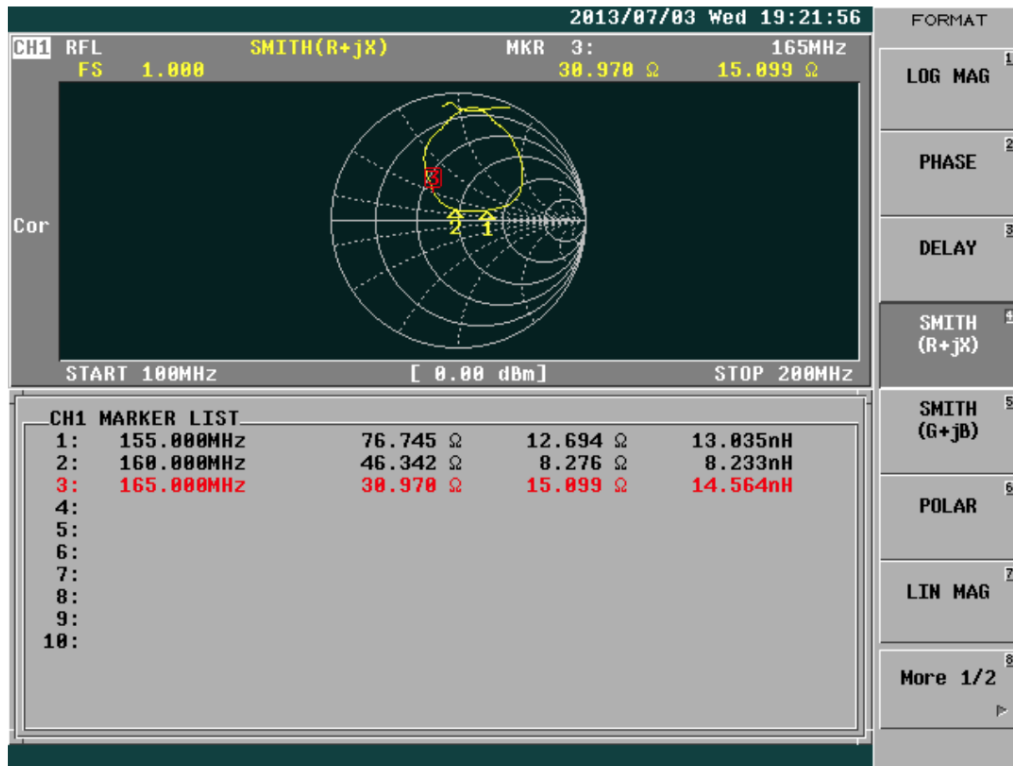 2013/07/03 Wed 19:21:56
CH1 RFL SMITH(R+jX) MKR 3: 165MHz
FS 1.000 30.970 Ω 15.099 Ω
Cor
3
2 1
START 100MHz [ 0.00 dBm] STOP 200MHz
CH1 MARKER LIST
1: 155.000MHz 76.745 Ω 12.694 Ω 13.035nH
2: 160.000MHz 46.342 Ω 8.276 Ω 8.233nH
3: 165.000MHz 30.970 Ω 15.099 Ω 14.564nH
4:
5:
6:
7:
8:
9:
10:
FORMAT
1
LOG MAG
2
PHASE
3
DELAY
4
SMITH
(R+jX)
5
SMITH
(G+jB)
6
POLAR
7
LIN MAG
8
More 1/2